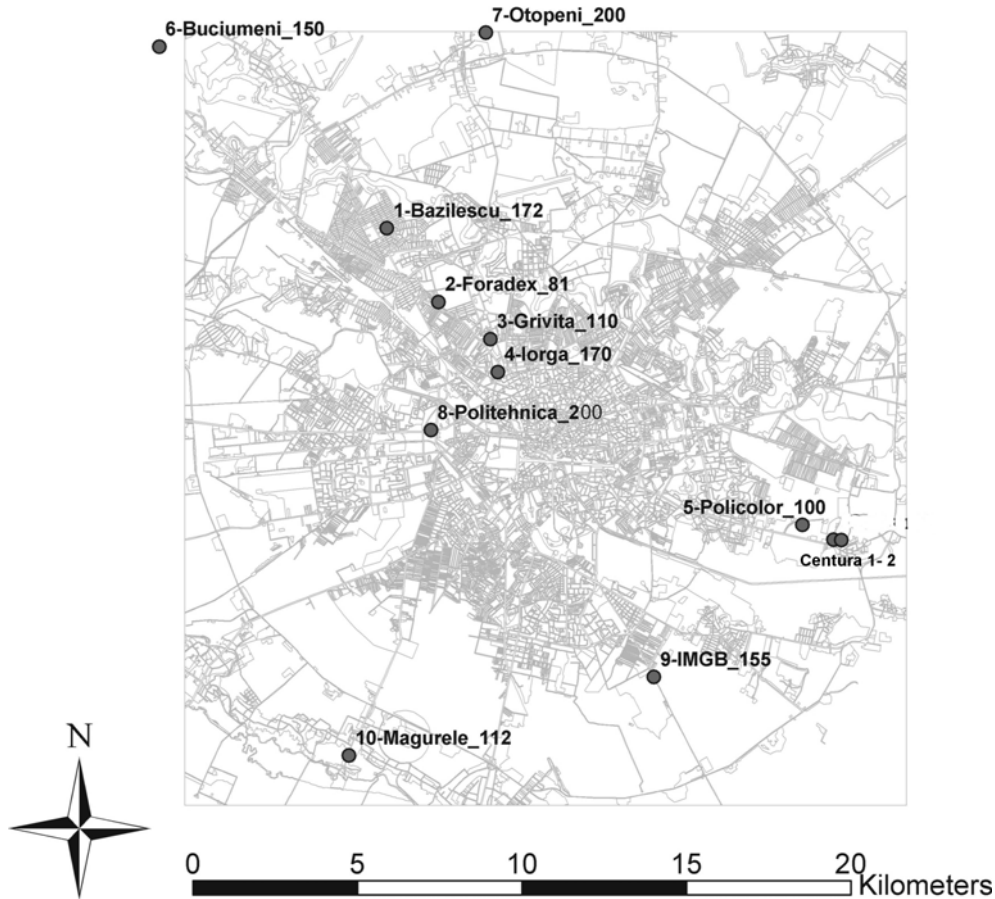 7-Otopeni_200
6-Buciumeni_150
1-Bazilescu_172
2-Foradex_81
3-Grivita_110
4-Iorga_170
8-Politehnica_200
5-Policolor_100
Centura 1- 2
9-IMGB_155
10-Magurele_112
N
0 5 10 15 20
Kilometers